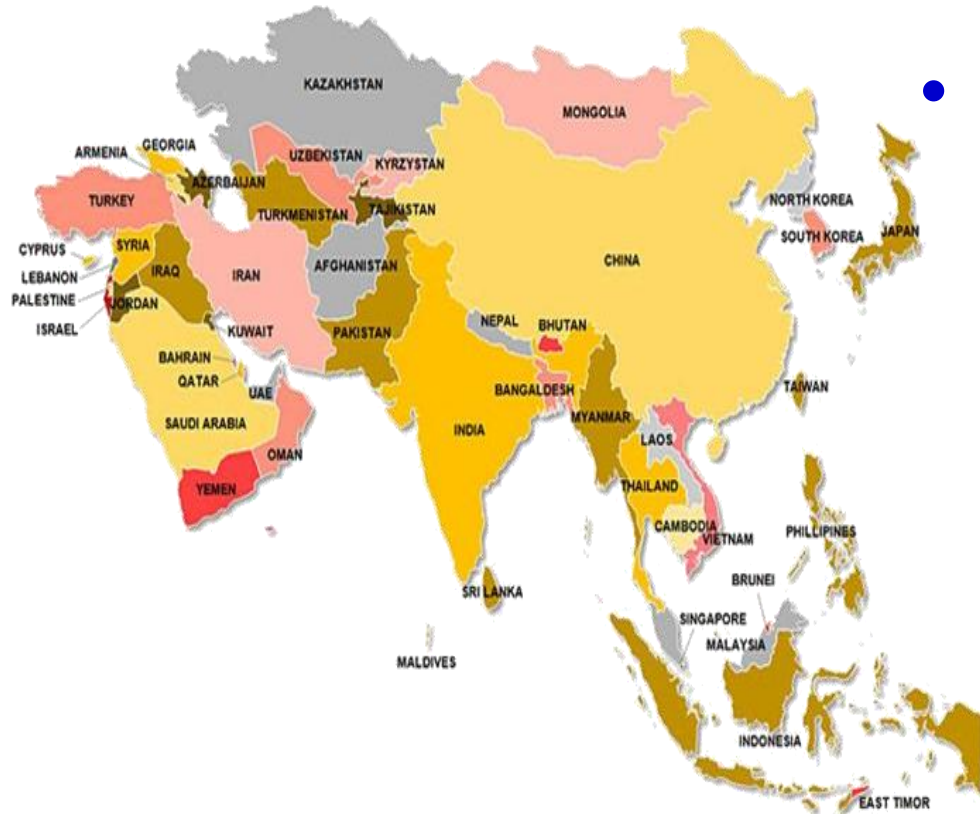 KAZAKHSTAN
MONGOLIA
GEORGIA
ARMENIA
UZBEKISTAN
KYRZYSTAN
AZERBAIJAN
TURKEY
TURKMENISTAN
TAJIKISTAN
NORTH KOREA
SOUTH KOREA
JAPAN
CYPRUS
SYRIA
LEBANON
IRAQ
IRAN
AFGHANISTAN
CHINA
PALESTINE
JORDAN
ISRAEL
KUWAIT
PAKISTAN
NEPAL
BHUTAN
BAHRAIN
QATAR
UAE
BANGALDESH
TAIWAN
SAUDI ARABIA
INDIA
MYANMAR
LAOS
OMAN
YEMEN
THAILAND
CAMBODIA
VIETNAM
PHILLIPINES
BRUNEI
SRI LANKA
SINGAPORE
MALAYSIA
MALDIVES
INDONESIA
EAST TIMOR